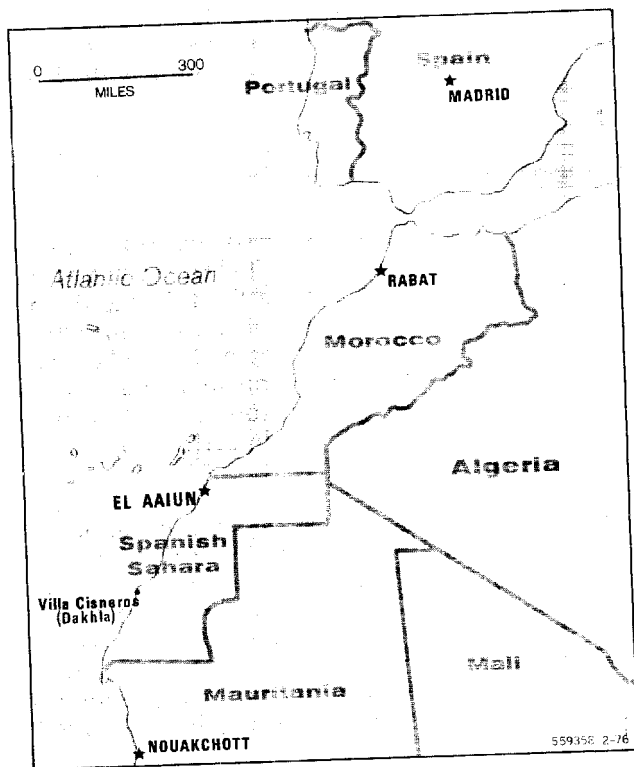 0 300
MILES
Portugal
Spain
MADRID
Atlantic Ocean
RABAT
Morocco
Algeria
EL AAIUN
Spanish
Sahara
Villa Cisneros
(Dakhla)
Mauritania
Mali
NOUAKCHOTT
559358 2-76